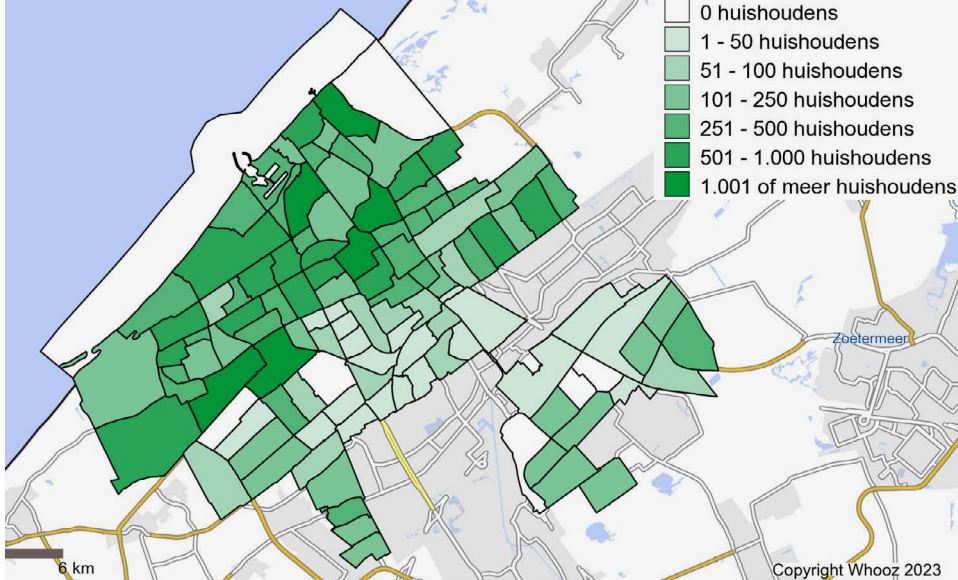 0 huishoudens
1 - 50 huishoudens
51 - 100 huishoudens
101 - 250 huishoudens
251 - 500 huishoudens
501 - 1.000 huishoudens
1.001 of meer huishoudens
Zoetermeer
6 km
Copyright Whooz 2023